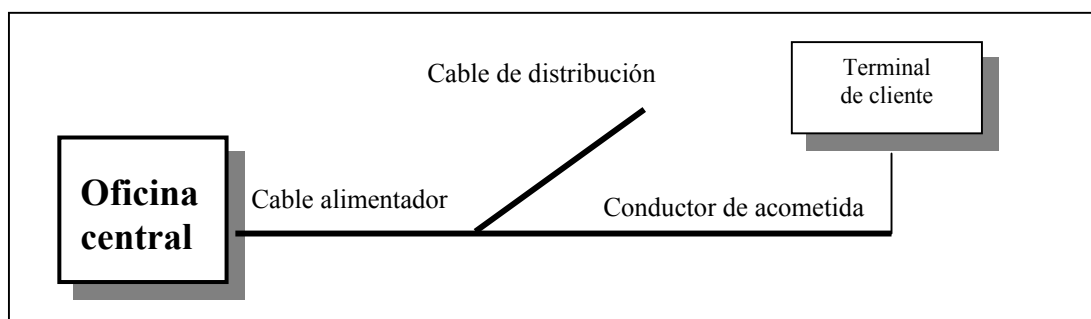 Cable de distribución
Terminal
de cliente
Oficina
central
Cable alimentador
Conductor de acometida